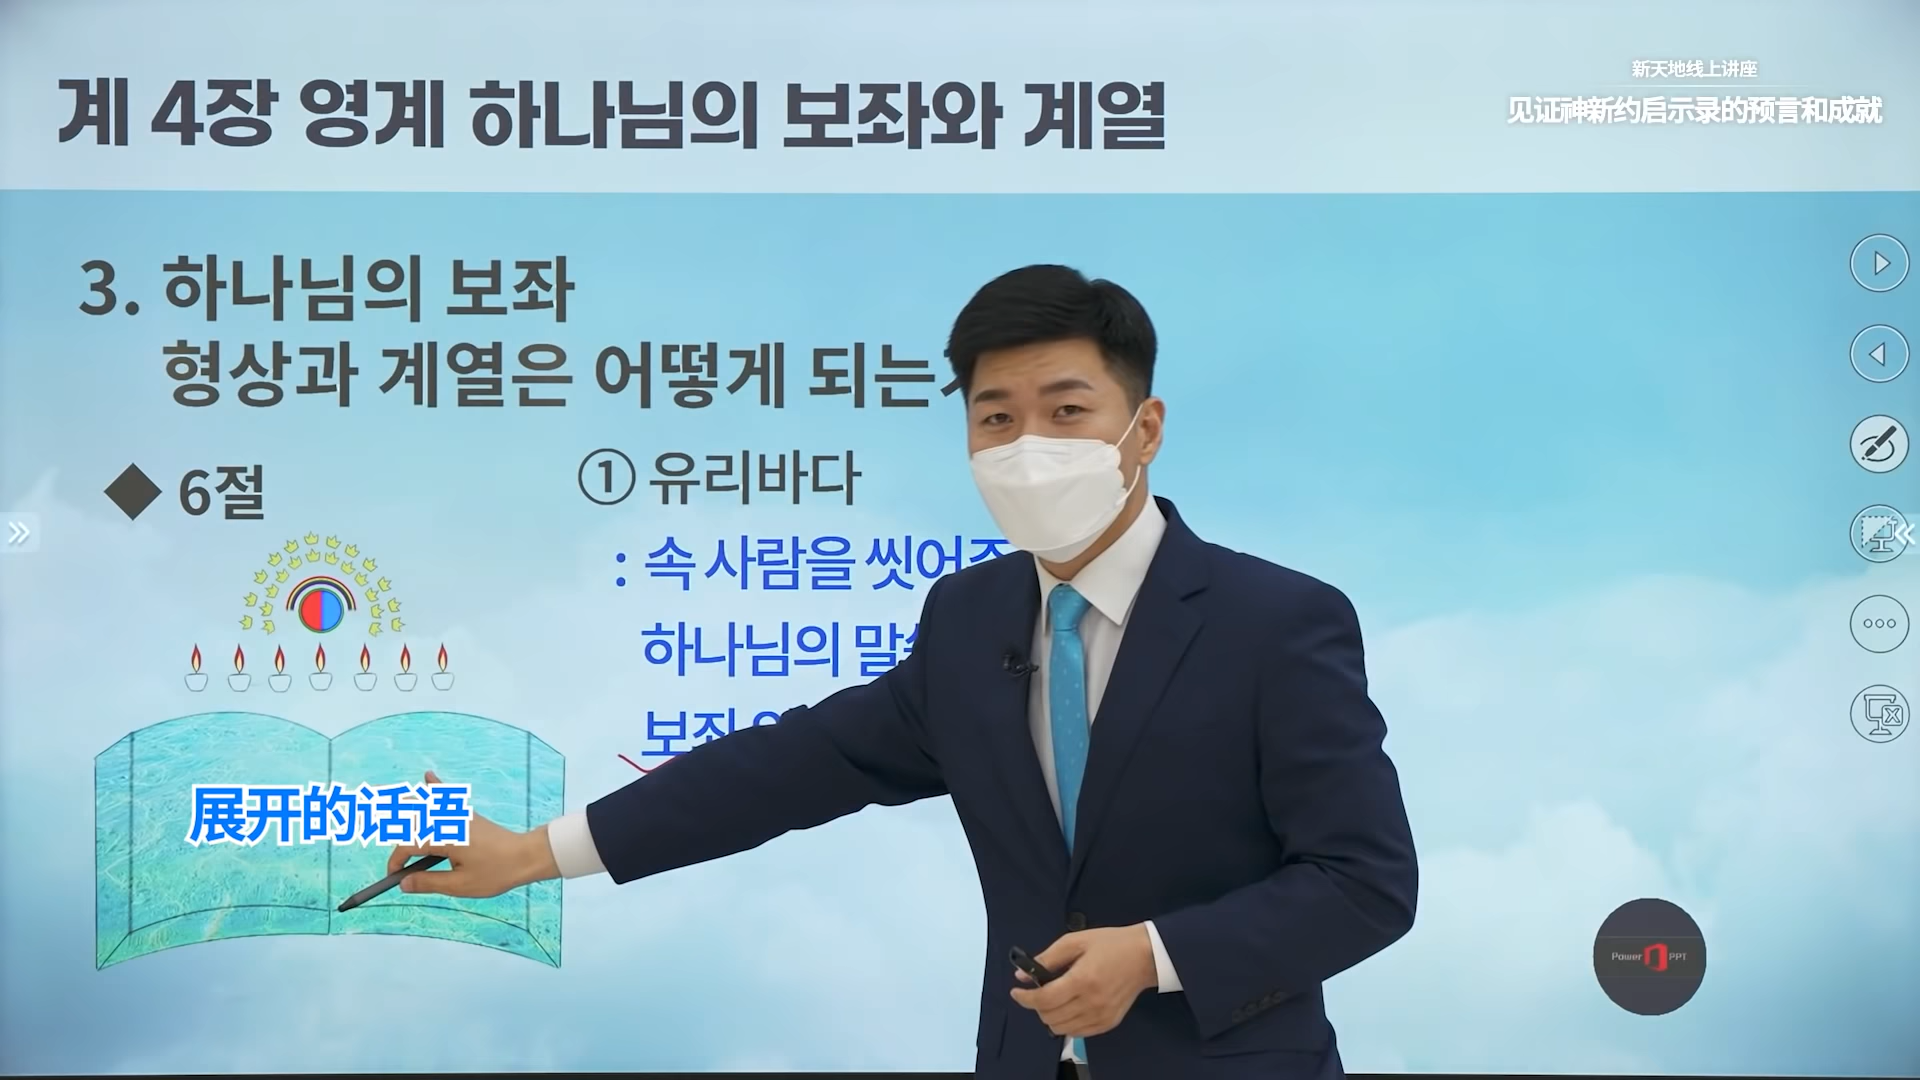 계 4장 영계 하나님의 보좌와 계열
新天地线上讲座
见证神新约启示录的预言和成就
3. 하나님의 보좌
형상과 계열은 어떻게 되는
◆ 6절
① 유리바다
: 속 사람을 씻어주
하나님의
보좌
展开的话语
Power PPT